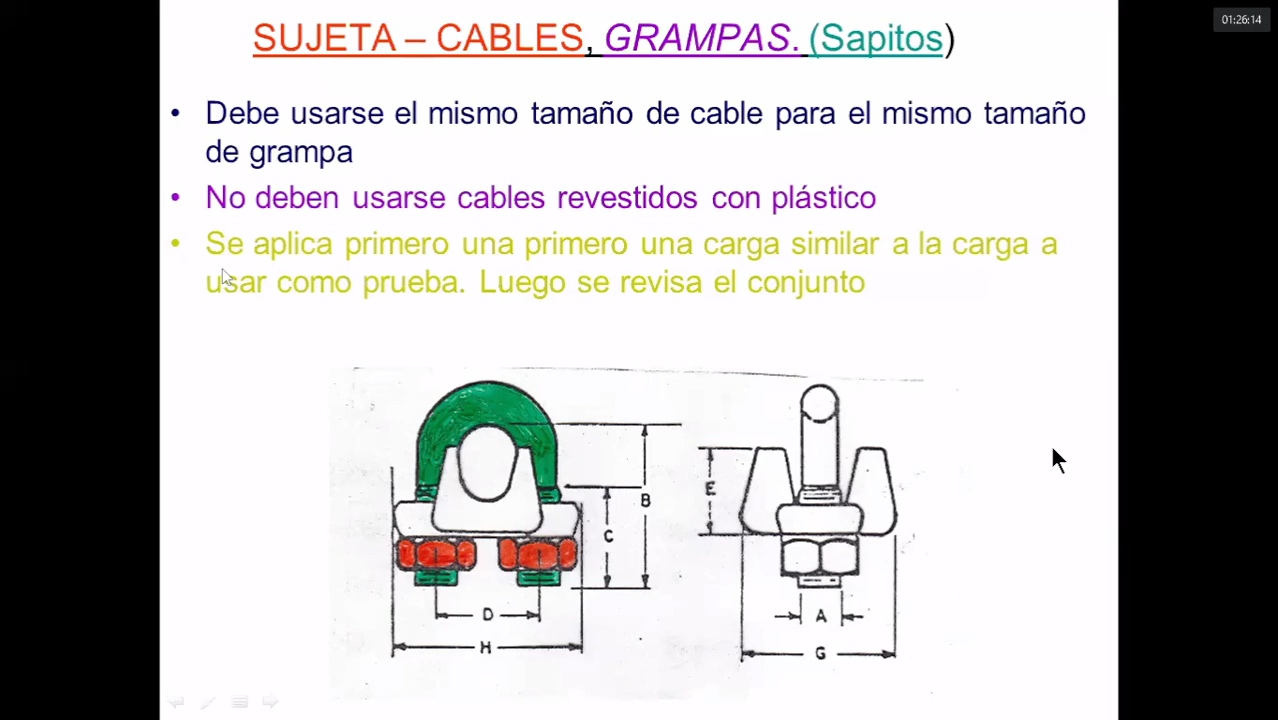 01:26:14
SUJETA – CABLES, GRAMPAS. (Sapitos)
• Debe usarse el mismo tamaño de cable para el mismo tamaño
de grampa
• No deben usarse cables revestidos con plástico
• Se aplica primero una primero una carga similar a la carga a
usar como prueba. Luego se revisa el conjunto
B
C
D
H
E
A
G